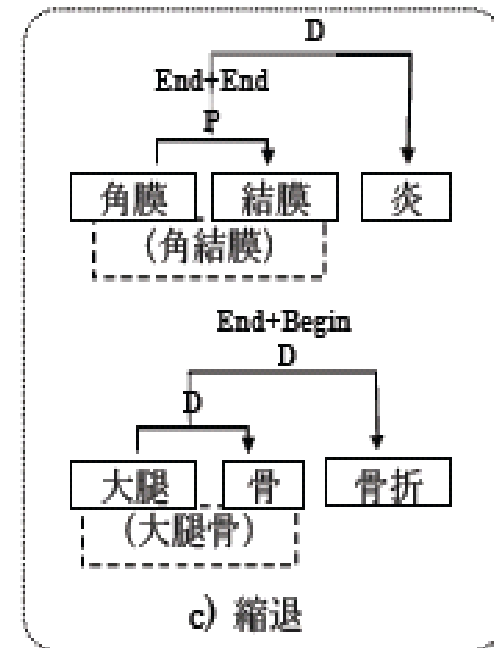 D
End+End
P
角膜 結膜 炎
(角結膜)
End+Begin
D
D
大腿 骨 骨折
(大腿骨)
c) 縮退